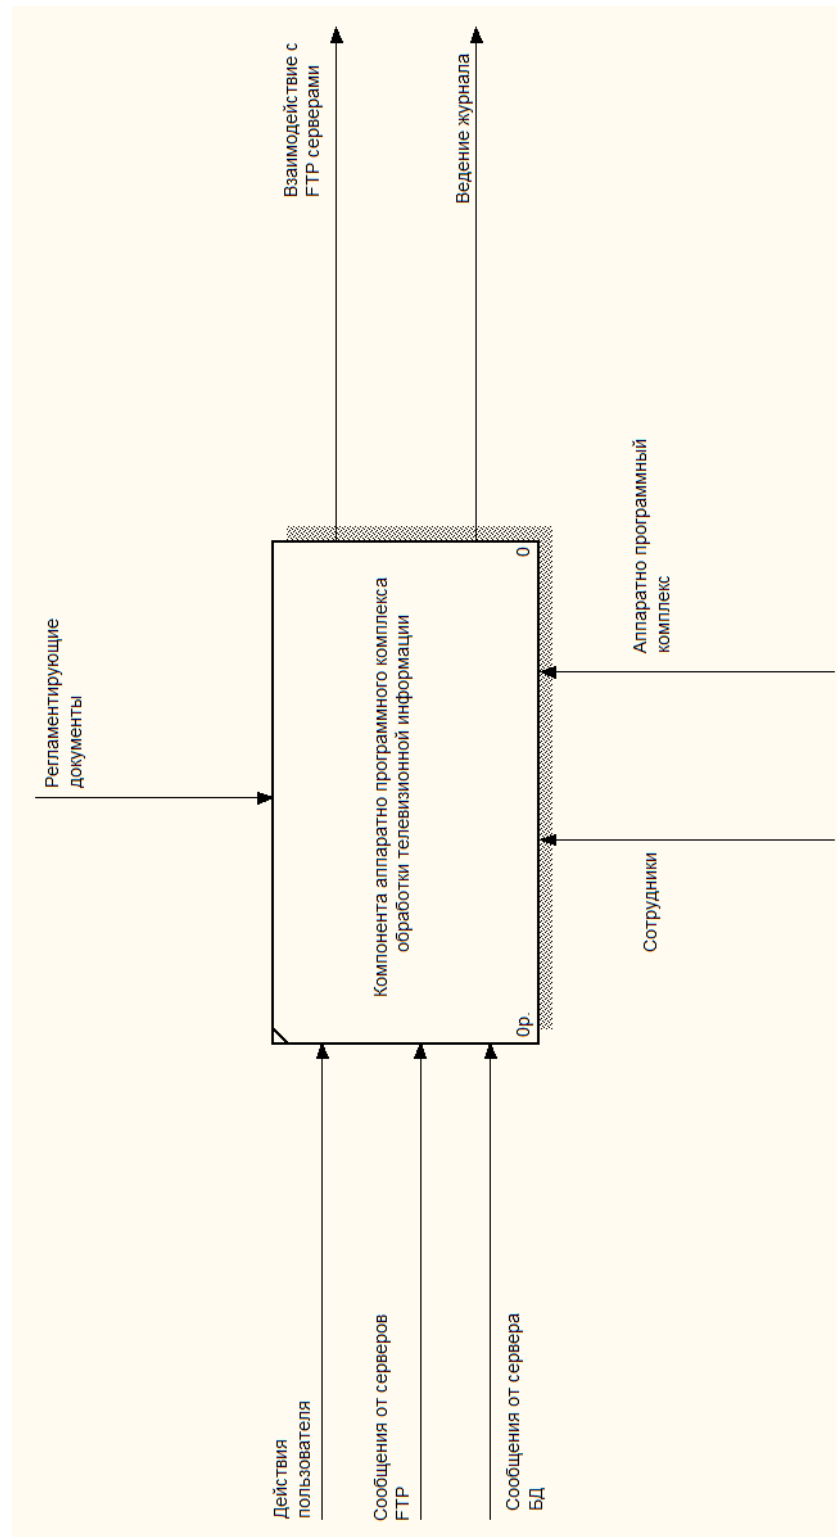 Регламентирующие
документы
Действия
пользователя
Сообщения от серверов
FTP
Сообщения от сервера
БД
Компонента аппаратно программного комплекса
обработки телевизионной информации
0р.
0
Взаимодействие с
FTP серверами
Ведение журнала
Сотрудники
Аппаратно программный
комплекс